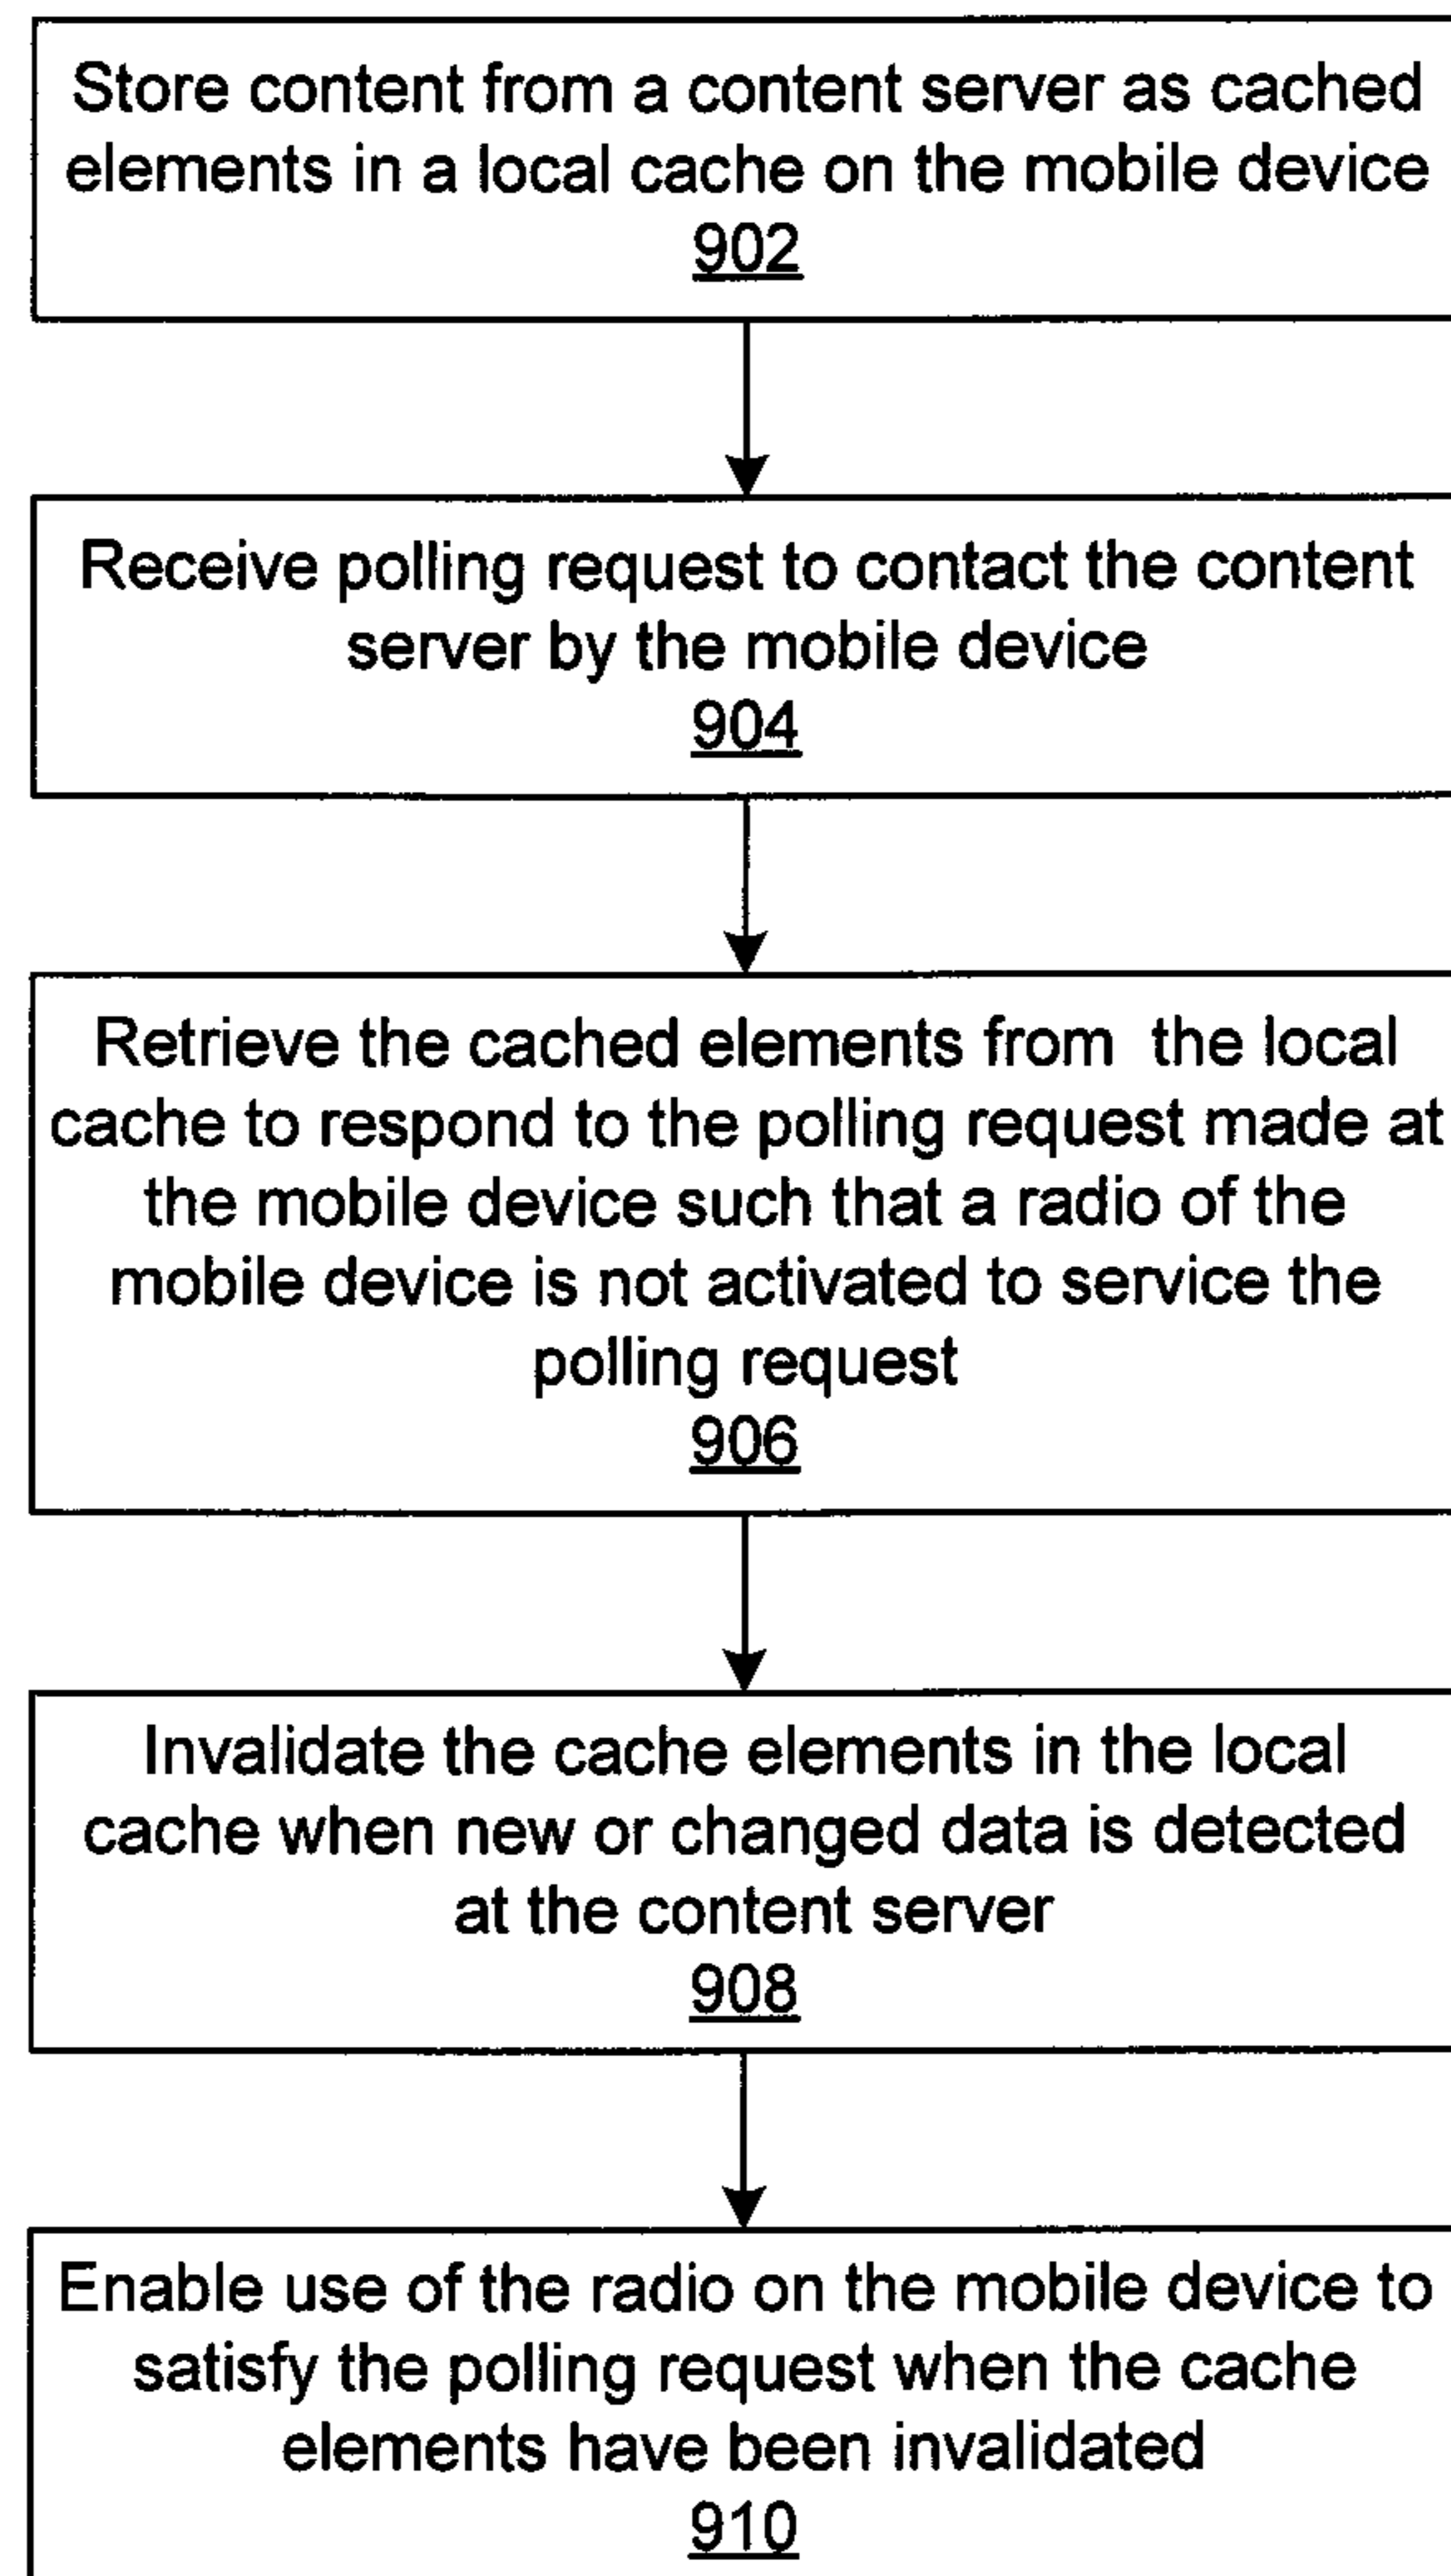 Store content from a content server as cached
elements in a local cache on the mobile device
902
Receive polling request to contact the content
server by the mobile device
904
Retrieve the cached elements from the local
cache to respond to the polling request made at
the mobile device such that a radio of the
mobile device is not activated to service the
polling request
906
Invalidate the cache elements in the local
cache when new or changed data is detected
at the content server
908
Enable use of the radio on the mobile device to
satisfy the polling request when the cache
elements have been invalidated
910